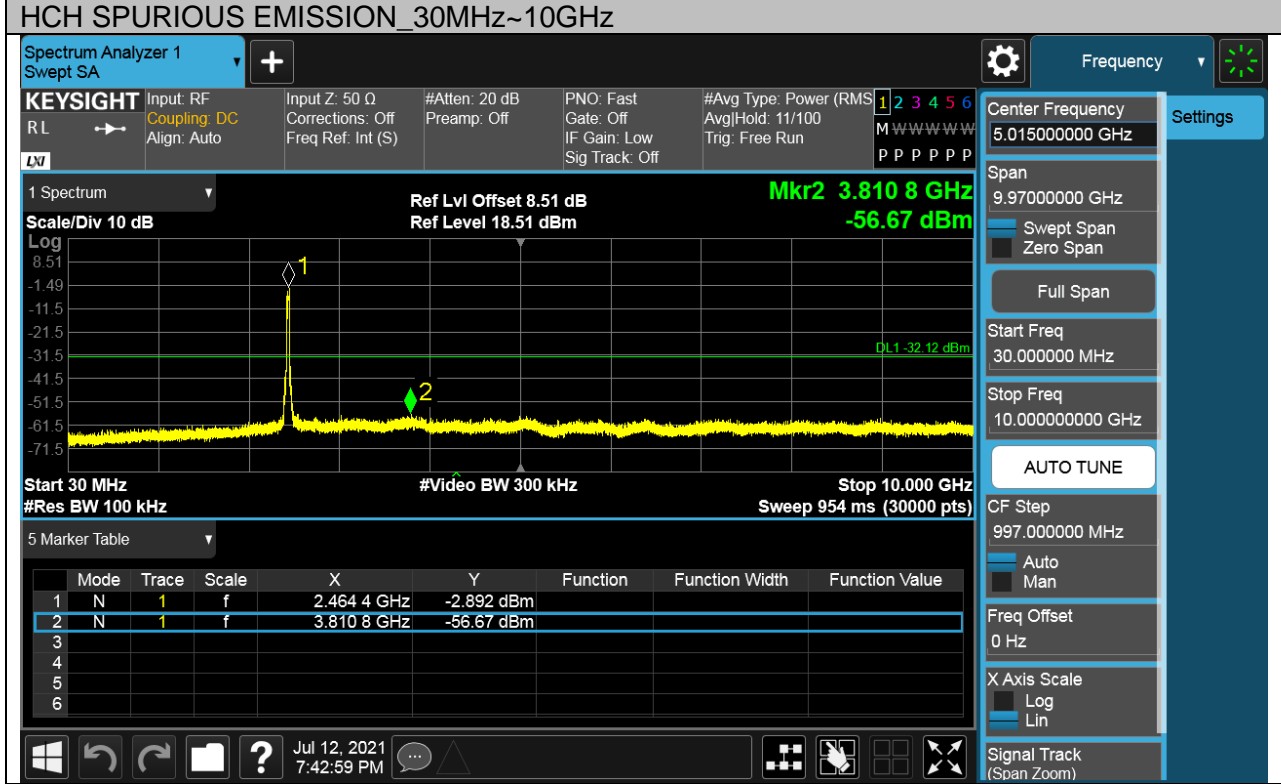 HCH SPURIOUS EMISSION_30MHz~10GHz
Spectrum Analyzer 1
Swept SA
Frequency
KEYSIGHT
R L
LXI
Input: RF
Coupling: DC
Align: Auto
Input Z: 50 Ω
Corrections: Off
Freq Ref: Int (S)
#Atten: 20 dB
Preamp: Off
PNO: Fast
Gate: Off
IF Gain: Low
Sig Track: Off
#Avg Type: Power (RMS
Avg|Hold: 11/100
Trig: Free Run
1 2 3 4 5 6
M W W W W W
P P P P P P
Center Frequency
5.015000000 GHz
Settings
1 Spectrum
Scale/Div 10 dB
Ref Lvl Offset 8.51 dB
Ref Level 18.51 dBm
Mkr2 3.810 8 GHz
-56.67 dBm
Log
8.51
-1.49
-11.5
-21.5
-31.5
-41.5
-51.5
-61.5
-71.5
1
2
DL1 -32.12 dBm
Start 30 MHz
#Video BW 300 kHz
Stop 10.000 GHz
#Res BW 100 kHz
Sweep 954 ms (30000 pts)
Span
9.97000000 GHz
Swept Span
Zero Span
Full Span
Start Freq
30.000000 MHz
Stop Freq
10.000000000 GHz
AUTO TUNE
CF Step
997.000000 MHz
Auto
Man
Freq Offset
0 Hz
X Axis Scale
Log
Lin
Signal Track
(Span Zoom)
5 Marker Table
Mode Trace Scale X Y Function Function Width Function Value
1 N 1 f 2.464 4 GHz -2.892 dBm
2 N 1 f 3.810 8 GHz -56.67 dBm
3
4
5
6
?
Jul 12, 2021
7:42:59 PM